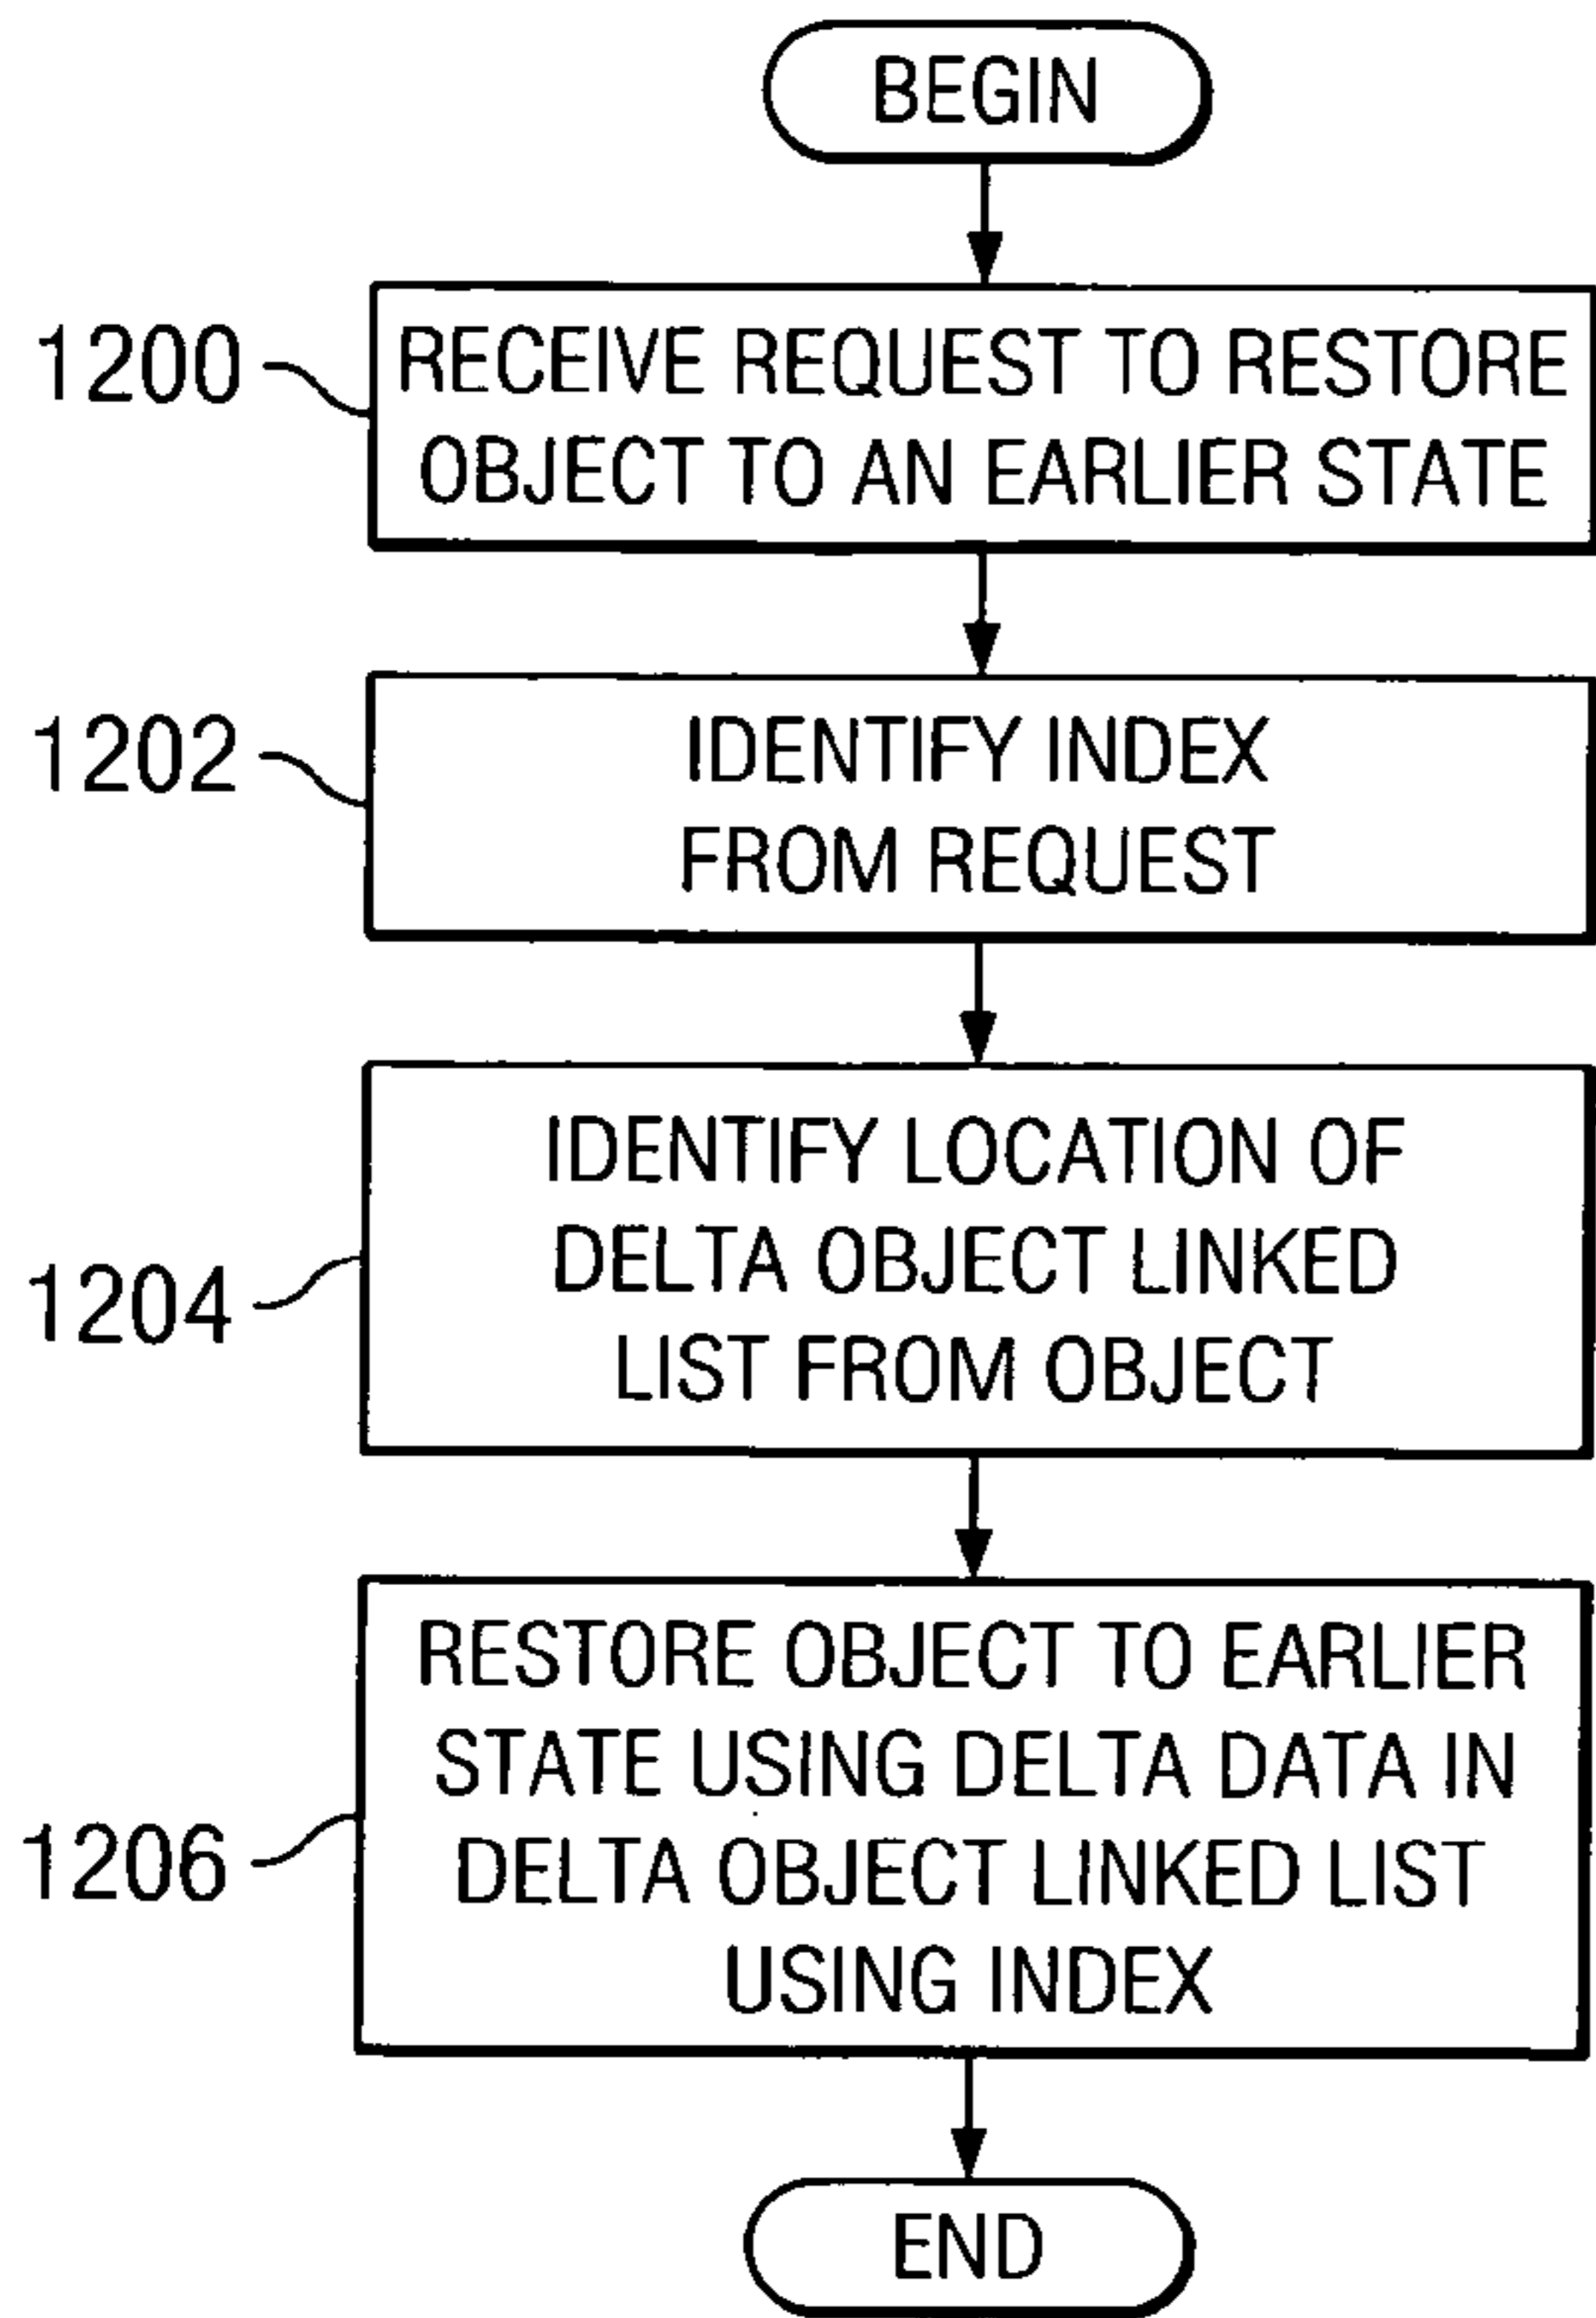 BEGIN
1200
RECEIVE REQUEST TO RESTORE
OBJECT TO AN EARLIER STATE
1202
IDENTIFY INDEX
FROM REQUEST
1204
IDENTIFY LOCATION OF
DELTA OBJECT LINKED
LIST FROM OBJECT
1206
RESTORE OBJECT TO EARLIER
STATE USING DELTA DATA IN
DELTA OBJECT LINKED LIST
USING INDEX
END